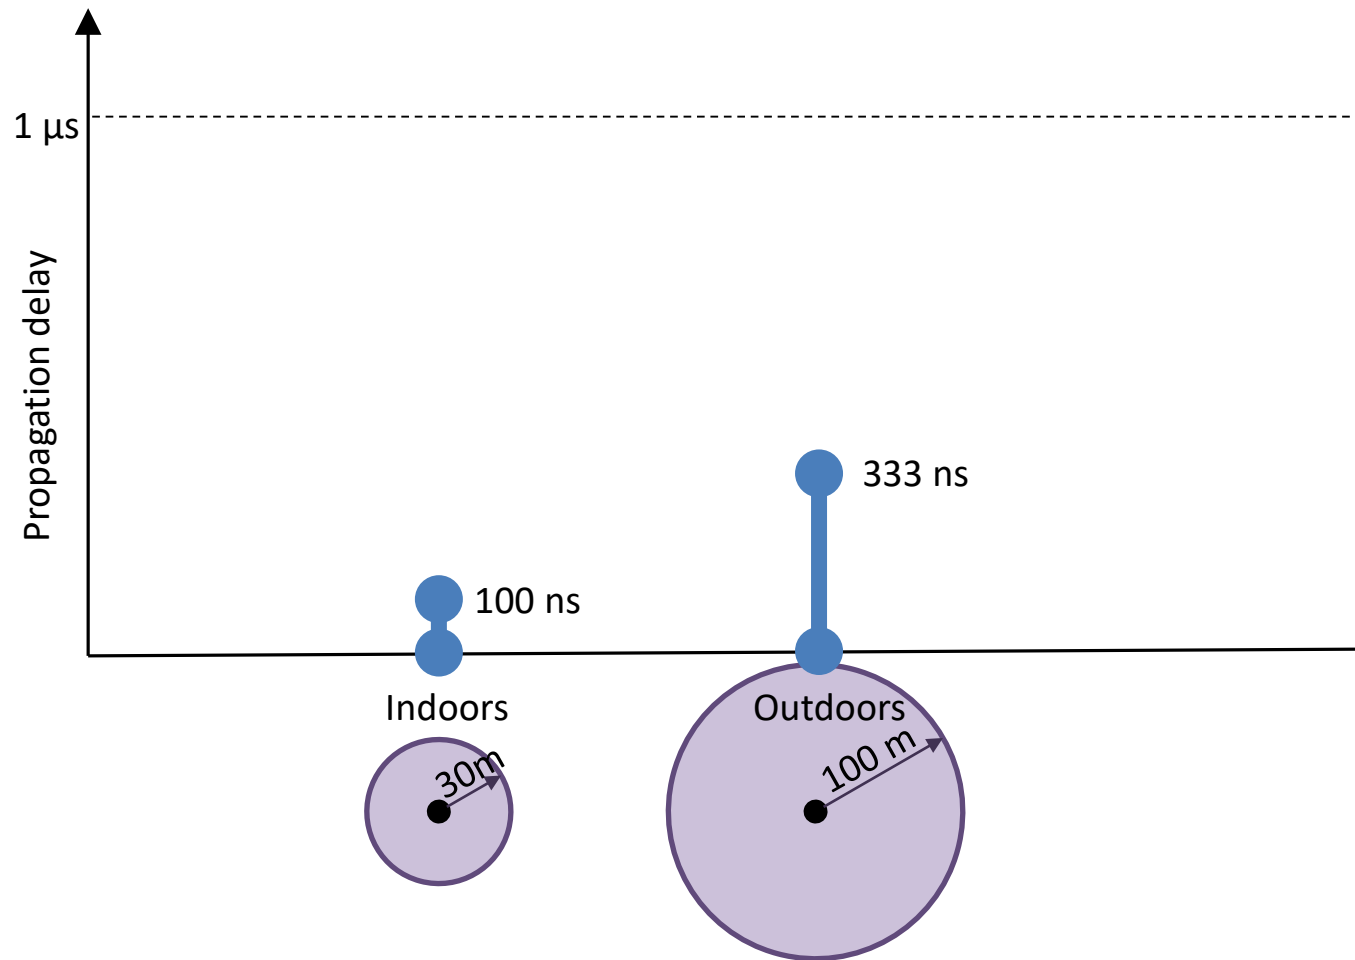 1 µs
Propagation delay
333 ns
100 ns
Indoors
Outdoors
30m
100 m